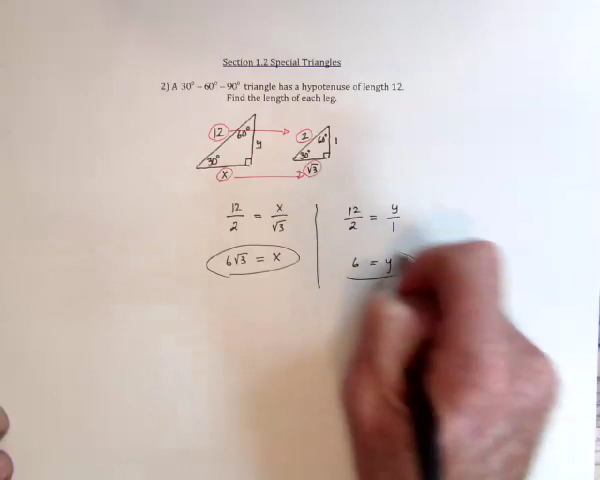 Section 1.2 Special Triangles
2) A 30° – 60° – 90° triangle has a hypotenuse of length 12.
Find the length of each leg.
12 60° y 30° x
2 60° 1 30° √3
12/2 = x/√3
6√3 = x
12/2 = y/1
6 = y